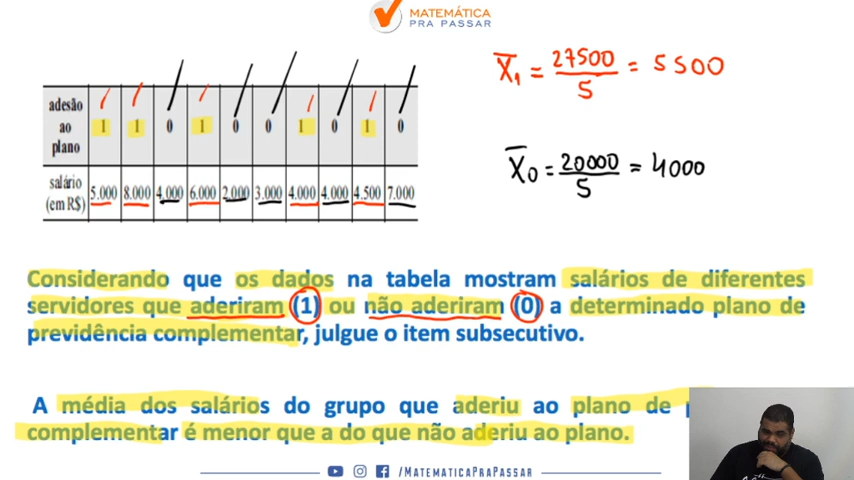 MATEMÁTICA
PRA PASSAR
adesão ao plano 1 1 0 1 0 0 1 0 1 0
salário (em R$) 5.000 8.000 4.000 6.000 2.000 3.000 4.000 4.000 4.500 7.000
X̄₁ = 27500/5 = 5500
X̄₀ = 20000/5 = 4000
Considerando que os dados na tabela mostram salários de diferentes
servidores que aderiram (1) ou não aderiram (0) a determinado plano de
previdência complementar, julgue o item subsecutivo.
A média dos salários do grupo que aderiu ao plano de
complementar é menor que a do que não aderiu ao plano.
/MATEMATICAPRAPASSAR